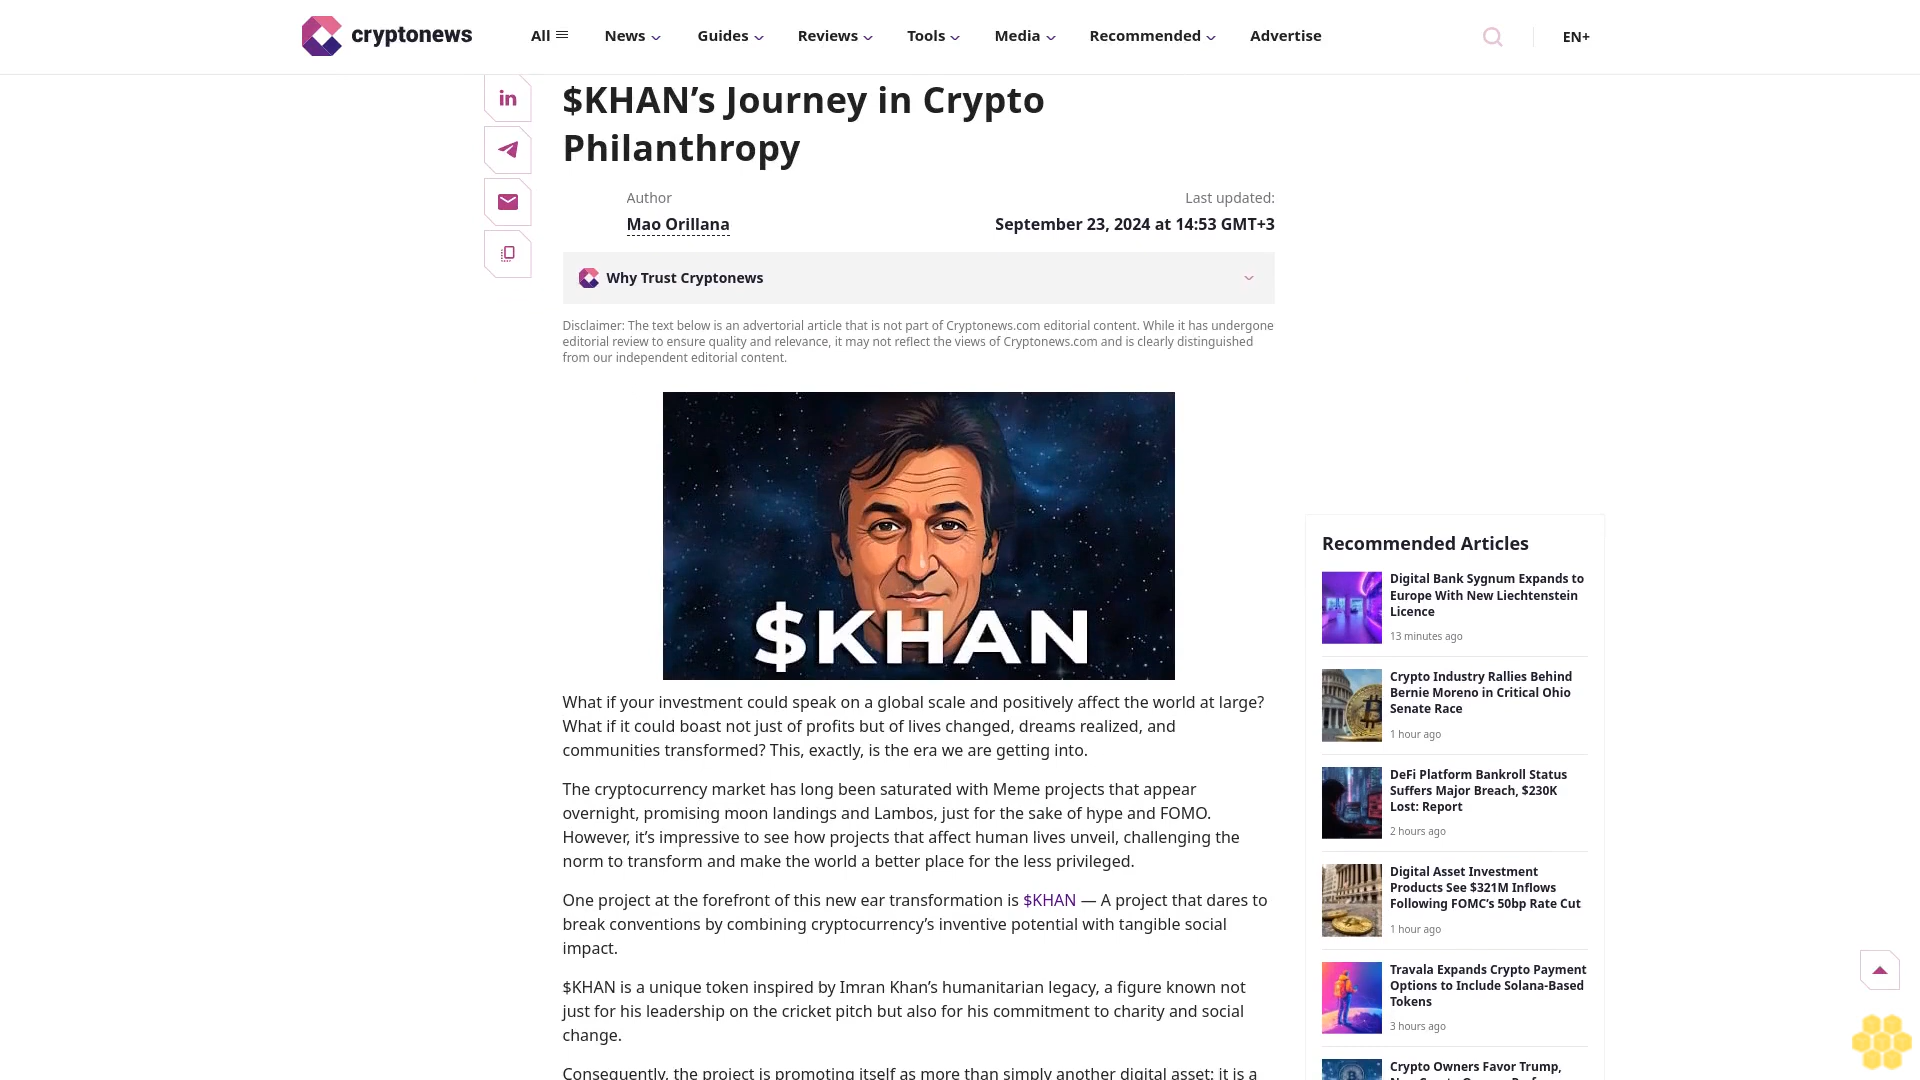 cryptonews
All
News
Guides
Reviews
Tools
Media
Recommended
Advertise
EN+
$KHAN’s Journey in Crypto
Philanthropy
Author
Mao Orillana
Last updated:
September 23, 2024 at 14:53 GMT+3
Why Trust Cryptonews
Disclaimer: The text below is an advertorial article that is not part of Cryptonews.com editorial content. While it has undergone
editorial review to ensure quality and relevance, it may not reflect the views of Cryptonews.com and is clearly distinguished
from our independent editorial content.
$KHAN
What if your investment could speak on a global scale and positively affect the world at large?
What if it could boast not just of profits but of lives changed, dreams realized, and
communities transformed? This, exactly, is the era we are getting into.
The cryptocurrency market has long been saturated with Meme projects that appear
overnight, promising moon landings and Lambos, just for the sake of hype and FOMO.
However, it’s impressive to see how projects that affect human lives unveil, challenging the
norm to transform and make the world a better place for the less privileged.
One project at the forefront of this new ear transformation is $KHAN — A project that dares to
break conventions by combining cryptocurrency’s inventive potential with tangible social
impact.
$KHAN is a unique token inspired by Imran Khan’s humanitarian legacy, a figure known not
just for his leadership on the cricket pitch but also for his commitment to charity and social
change.
Consequently, the project is promoting itself as more than simply another digital asset; it is a
Recommended Articles
Digital Bank Sygnum Expands to
Europe With New Liechtenstein
Licence
13 minutes ago
Crypto Industry Rallies Behind
Bernie Moreno in Critical Ohio
Senate Race
1 hour ago
DeFi Platform Bankroll Status
Suffers Major Breach, $230K
Lost: Report
2 hours ago
Digital Asset Investment
Products See $321M Inflows
Following FOMC’s 50bp Rate Cut
1 hour ago
Travala Expands Crypto Payment
Options to Include Solana-Based
Tokens
3 hours ago
Crypto Owners Favor Trump,